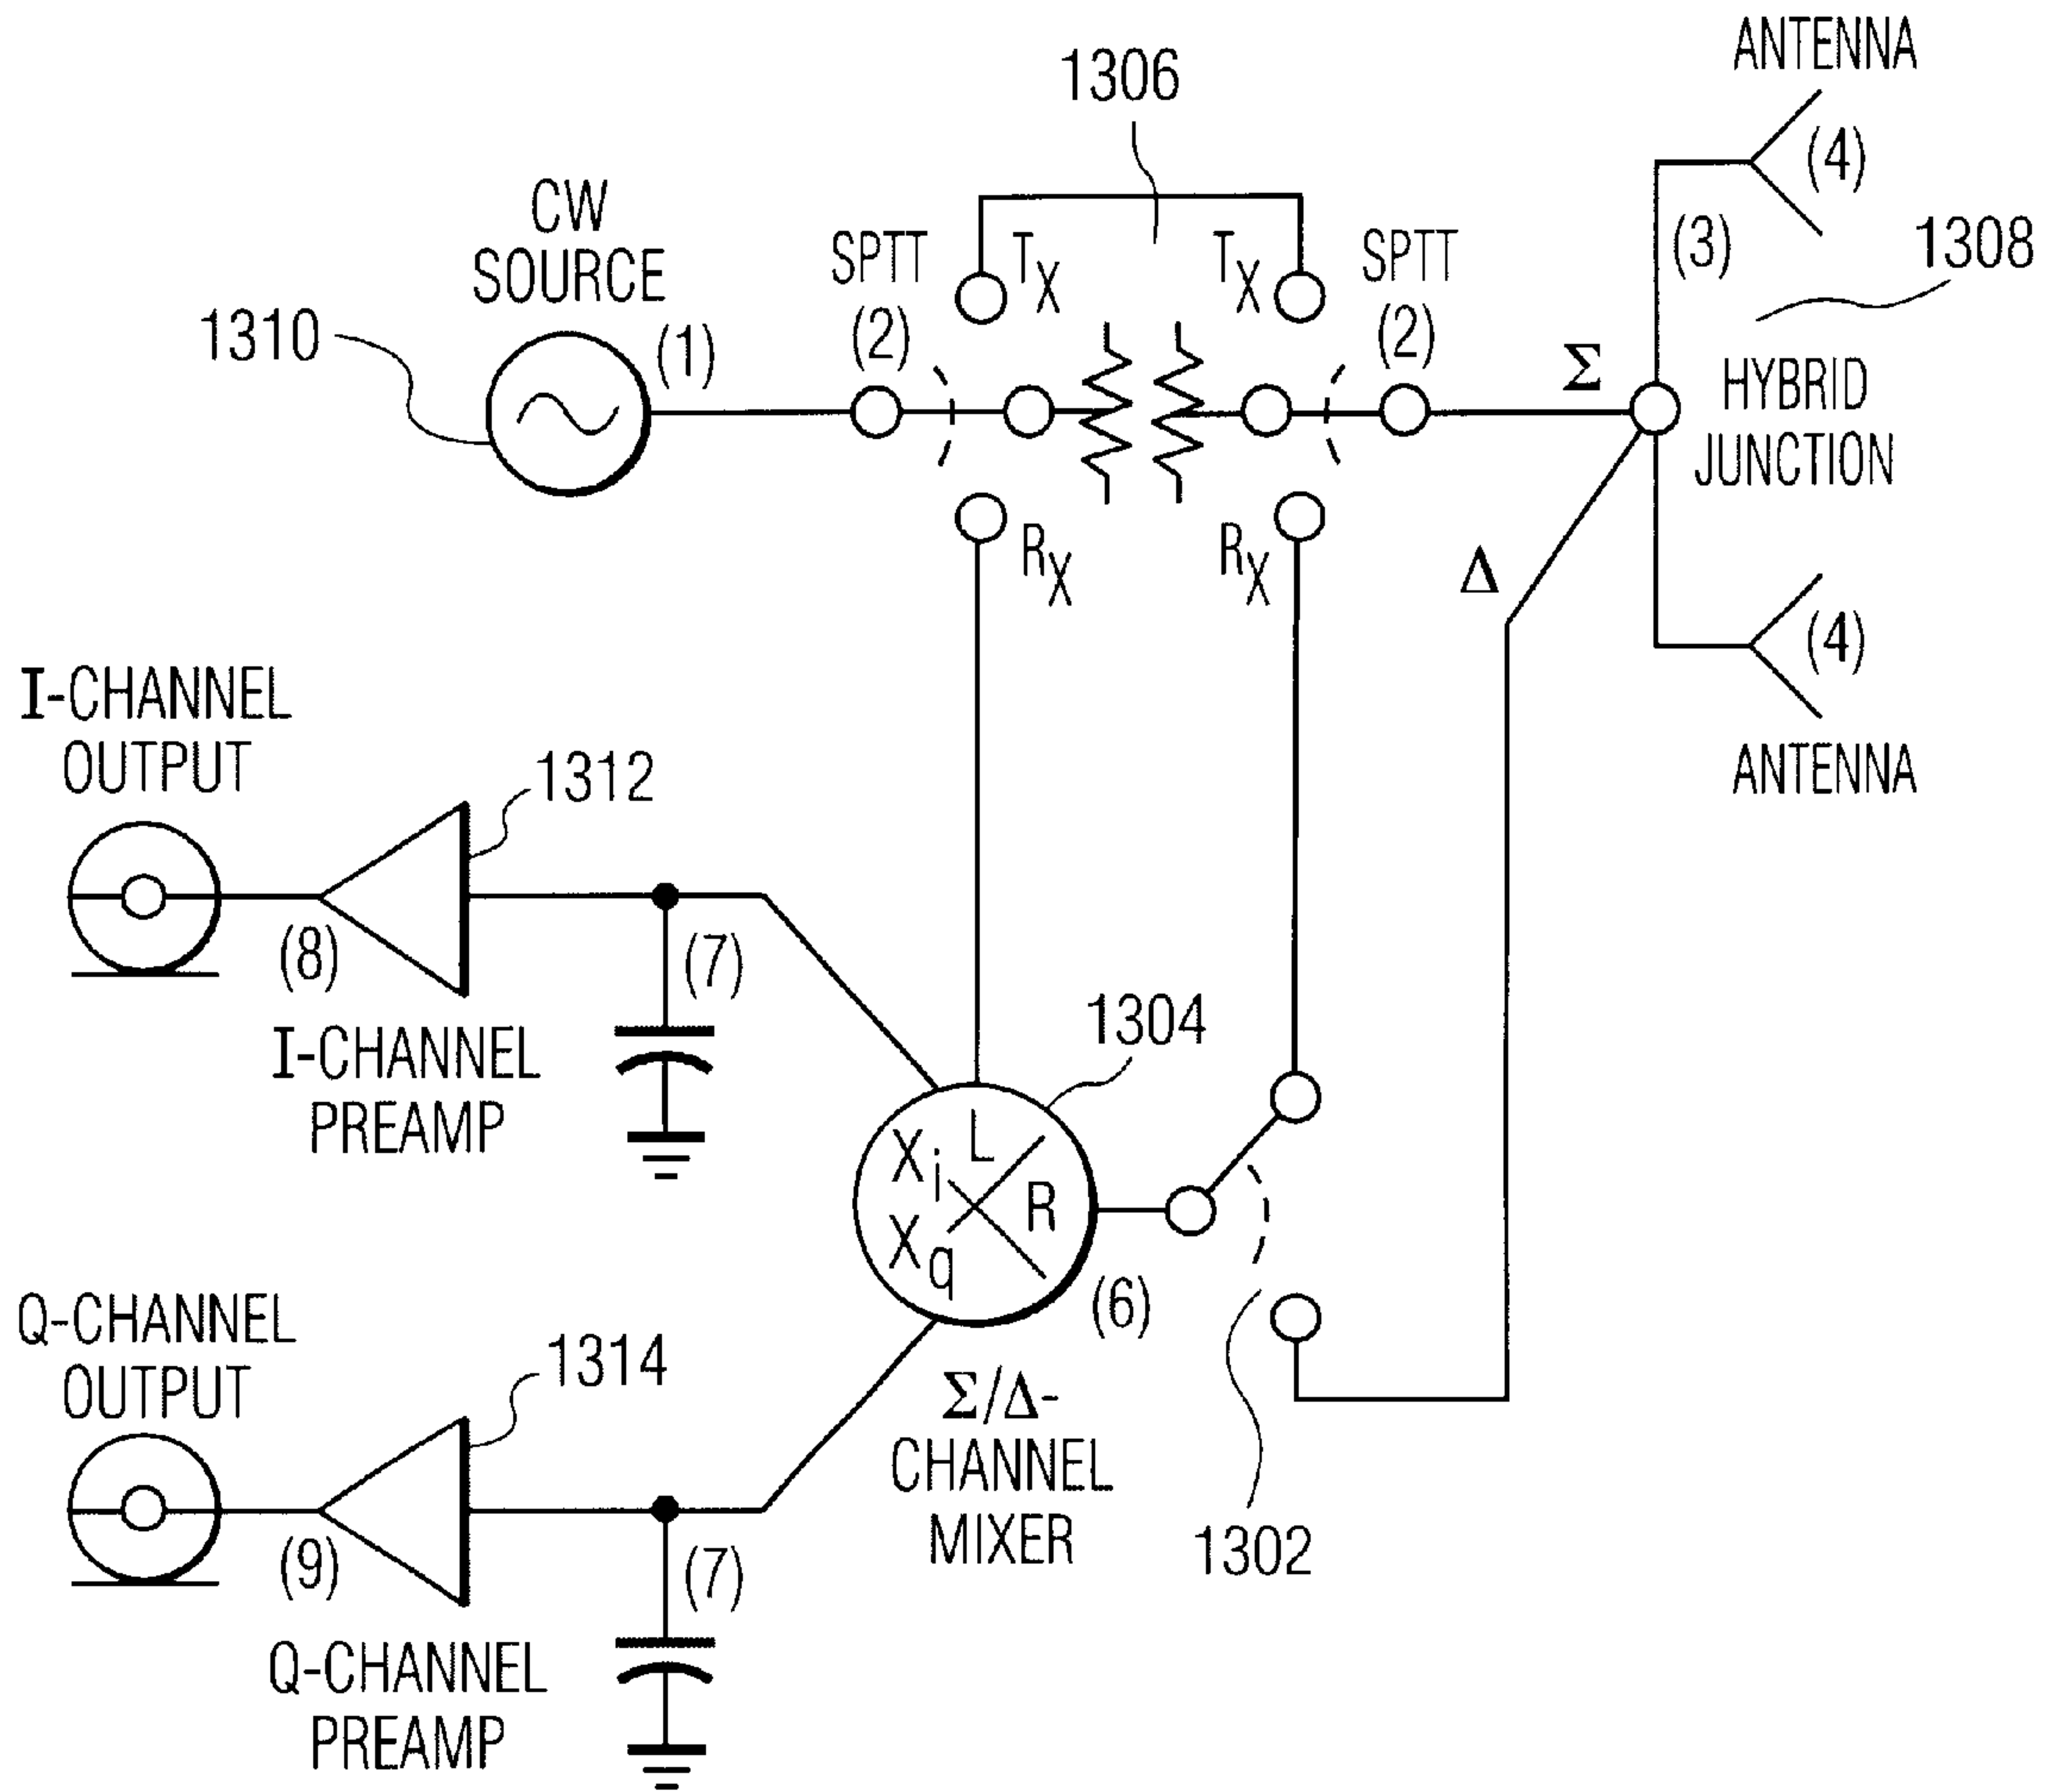 ANTENNA
1306
(4)
CW
SOURCE
SPTT
(2)
TX
TX
SPTT
(2)
(3)
1308
1310
(1)
Σ
HYBRID
JUNCTION
RX
RX
Δ
(4)
ANTENNA
I-CHANNEL
OUTPUT
1312
(8)
(7)
I-CHANNEL
PREAMP
1304
Xi
L
R
Xq
(6)
Q-CHANNEL
OUTPUT
1314
Σ/Δ-
CHANNEL
MIXER
1302
(9)
(7)
Q-CHANNEL
PREAMP